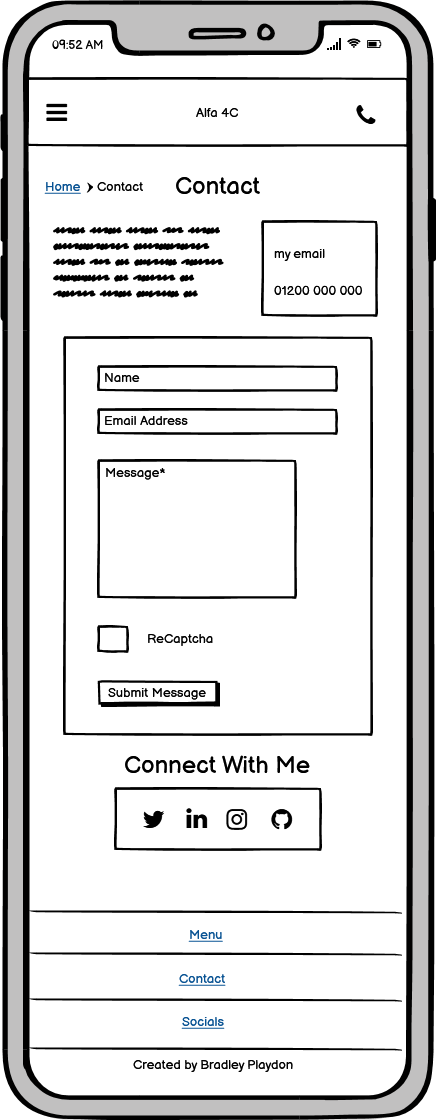 09:52 AM
Alfa 4C
Home > Contact
Contact
my email
01200 000 000
Name
Email Address
Message*
ReCaptcha
Submit Message
Connect With Me
in
Menu
Contact
Socials
Created by Bradley Playdon